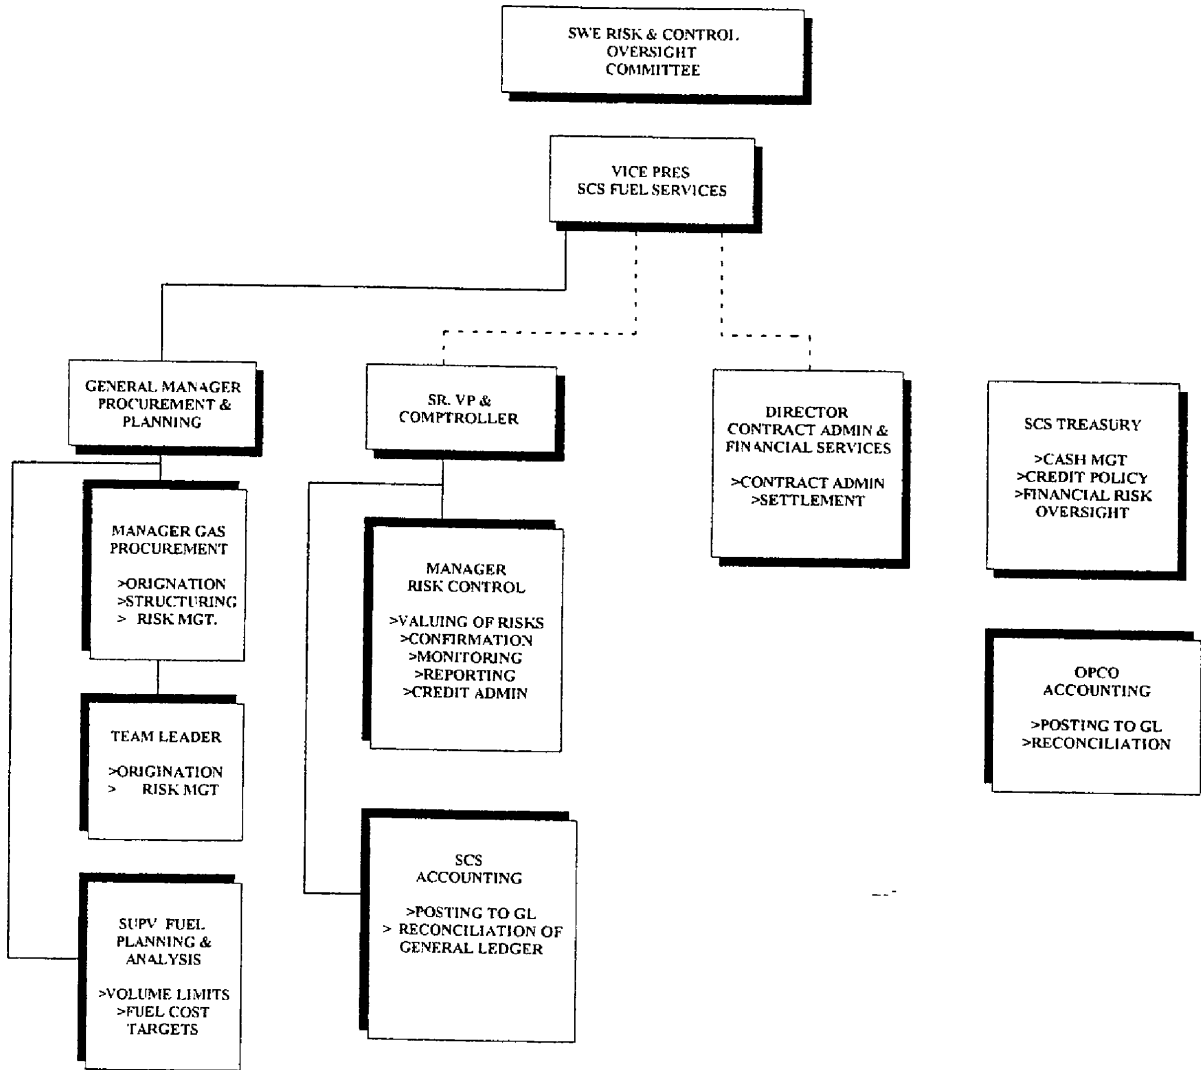 SWE RISK & CONTROL
OVERSIGHT
COMMITTEE
VICE PRES
SCS FUEL SERVICES
GENERAL MANAGER
PROCUREMENT &
PLANNING
SR. VP &
COMPTROLLER
DIRECTOR
CONTRACT ADMIN &
FINANCIAL SERVICES
>CONTRACT ADMIN
>SETTLEMENT
SCS TREASURY
>CASH MGT
>CREDIT POLICY
>FINANCIAL RISK
OVERSIGHT
MANAGER GAS
PROCUREMENT
>ORIGNATION
>STRUCTURING
> RISK MGT.
MANAGER
RISK CONTROL
>VALUING OF RISKS
>CONFIRMATION
>MONITORING
>REPORTING
>CREDIT ADMIN
OPCO
ACCOUNTING
>POSTING TO GL
>RECONCILIATION
TEAM LEADER
>ORIGINATION
> RISK MGT
SCS
ACCOUNTING
>POSTING TO GL
> RECONCILIATION OF
GENERAL LEDGER
SUPV FUEL
PLANNING &
ANALYSIS
>VOLUME LIMITS
>FUEL COST
TARGETS